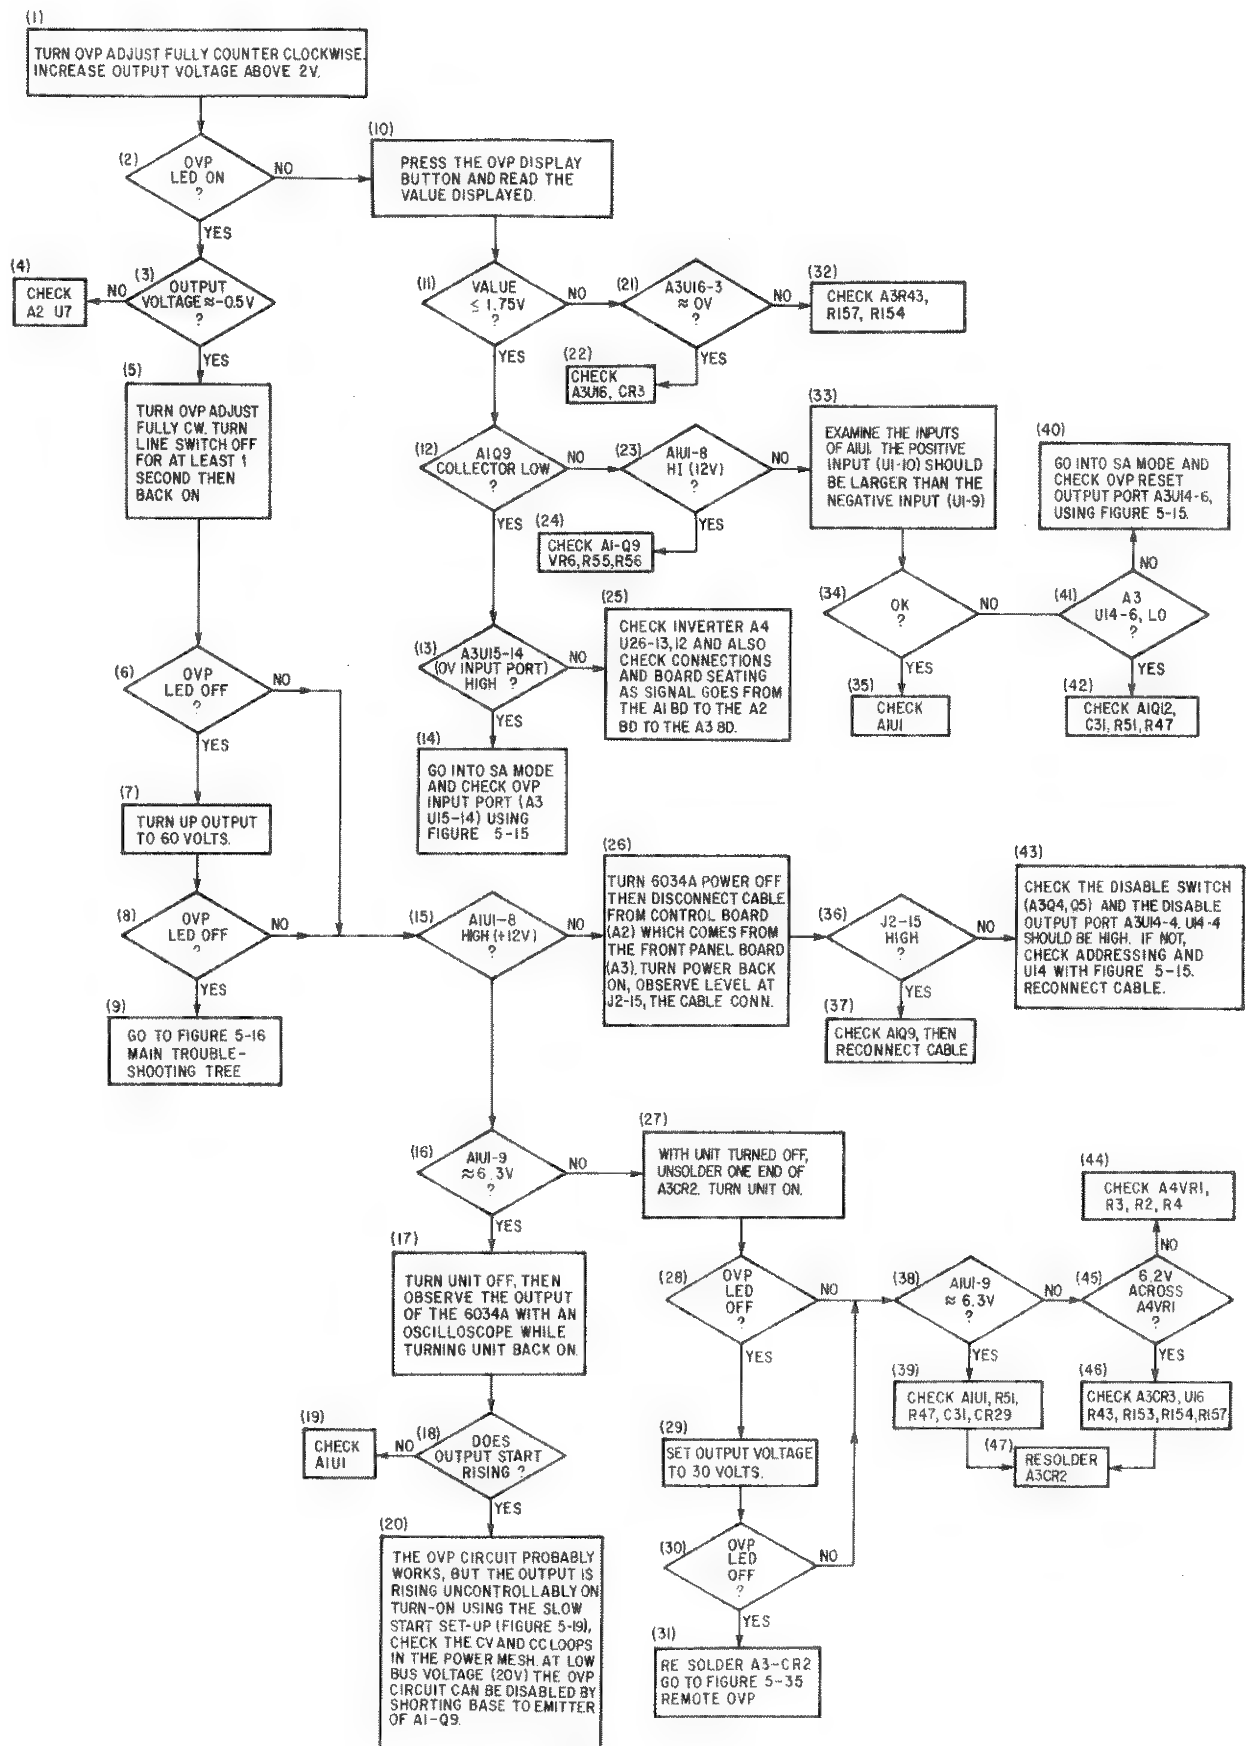 (1)
TURN OVP ADJUST FULLY COUNTER CLOCKWISE.
INCREASE OUTPUT VOLTAGE ABOVE 2V.
(2)
OVP
LED ON
?
NO
YES
(10)
PRESS THE OVP DISPLAY
BUTTON AND READ THE
VALUE DISPLAYED.
(3)
OUTPUT
VOLTAGE ≈ -0.5V
?
NO
YES
(4)
CHECK
A2 U7
(11)
VALUE
≤ 1.75V
?
NO
YES
(21)
A3U16-3
≈ 0V
?
NO
YES
(32)
CHECK A3R43,
R157, R154
(22)
CHECK
A3U16, CR3
(5)
TURN OVP ADJUST
FULLY CW. TURN
LINE SWITCH OFF
FOR AT LEAST 1
SECOND THEN
BACK ON
(12)
A1Q9
COLLECTOR LOW
?
NO
YES
(23)
A1U1-8
HI (12V)
?
NO
YES
(33)
EXAMINE THE INPUTS
OF A1U1. THE POSITIVE
INPUT (U1-10) SHOULD
BE LARGER THAN THE
NEGATIVE INPUT (U1-9)
(40)
GO INTO SA MODE AND
CHECK OVP RESET
OUTPUT PORT A3U14-6,
USING FIGURE 5-15.
NO
(24)
CHECK A1-Q9
VR6, R55, R56
(34)
OK
?
NO
YES
(41)
A3
U14-6, LO
?
YES
(35)
CHECK
A1U1
(42)
CHECK A1Q12,
C31, R51, R47
(6)
OVP
LED OFF
?
NO
YES
(13)
A3U15-14
(OV INPUT PORT)
HIGH ?
NO
YES
(25)
CHECK INVERTER A4
U26-13,12 AND ALSO
CHECK CONNECTIONS
AND BOARD SEATING
AS SIGNAL GOES FROM
THE A1 BD TO THE A2
BD TO THE A3 BD.
(14)
GO INTO SA MODE
AND CHECK OVP
INPUT PORT (A3
U15-14) USING
FIGURE 5-15
(7)
TURN UP OUTPUT
TO 60 VOLTS.
(8)
OVP
LED OFF
?
NO
YES
(9)
GO TO FIGURE 5-16
MAIN TROUBLE-
SHOOTING TREE
(15)
A1U1-8
HIGH (+12V)
?
NO
(26)
TURN 6034A POWER OFF
THEN DISCONNECT CABLE
FROM CONTROL BOARD
(A2) WHICH COMES FROM
THE FRONT PANEL BOARD
(A3). TURN POWER BACK
ON, OBSERVE LEVEL AT
J2-15, THE CABLE CONN.
(36)
J2-15
HIGH
?
NO
YES
(43)
CHECK THE DISABLE SWITCH
(A3Q4, Q5) AND THE DISABLE
OUTPUT PORT A3U14-4. U14-4
SHOULD BE HIGH. IF NOT,
CHECK ADDRESSING AND
U14 WITH FIGURE 5-15.
RECONNECT CABLE.
(37)
CHECK A1Q9, THEN
RECONNECT CABLE
(16)
A1U1-9
≈ 6.3V
?
NO
YES
(27)
WITH UNIT TURNED OFF,
UNSOLDER ONE END OF
A3CR2. TURN UNIT ON.
(44)
CHECK A4VR1,
R3, R2, R4
NO
(17)
TURN UNIT OFF, THEN
OBSERVE THE OUTPUT
OF THE 6034A WITH AN
OSCILLOSCOPE WHILE
TURNING UNIT BACK ON.
(28)
OVP
LED
OFF
?
NO
YES
(38)
A1U1-9
≈ 6.3V
?
NO
YES
(45)
6.2V
ACROSS
A4VR1
?
YES
(39)
CHECK A1U1, R51,
R47, C31, CR29
(46)
CHECK A3CR3, U16
R43, R153, R154, R157
(47)
RESOLDER
A3CR2
(19)
CHECK
A1U1
(18)
DOES
OUTPUT START
RISING ?
NO
YES
(29)
SET OUTPUT VOLTAGE
TO 30 VOLTS.
(30)
OVP
LED
OFF
?
NO
YES
(20)
THE OVP CIRCUIT PROBABLY
WORKS, BUT THE OUTPUT IS
RISING UNCONTROLLABLY ON
TURN-ON USING THE SLOW
START SET-UP (FIGURE 5-19),
CHECK THE CV AND CC LOOPS
IN THE POWER MESH. AT LOW
BUS VOLTAGE (20V) THE OVP
CIRCUIT CAN BE DISABLED BY
SHORTING BASE TO EMITTER
OF A1-Q9.
(31)
RE SOLDER A3-CR2
GO TO FIGURE 5-35
REMOTE OVP